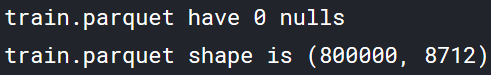 train.parquet have 0 nulls
train.parquet shape is (800000, 8712)